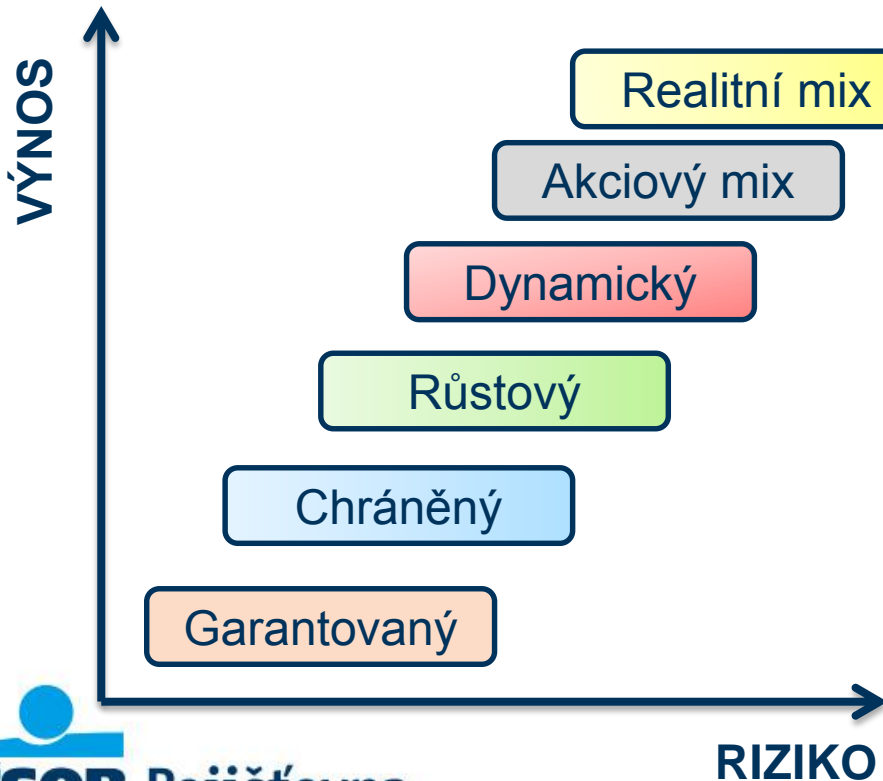 VÝNOS
Realitní mix
Akciový mix
Dynamický
Růstový
Chráněný
Garantovaný
RIZIKO